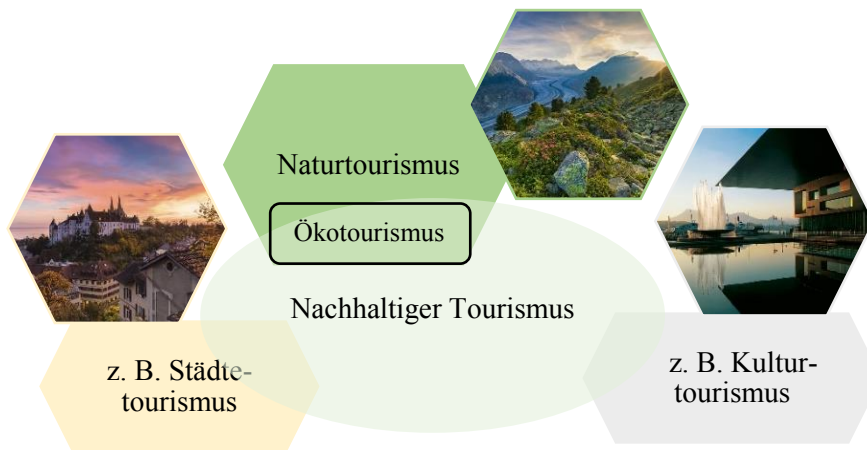 Naturtourismus
Ökotourismus
Nachhaltiger Tourismus
z. B. Städte-
tourismus
z. B. Kultur-
tourismus